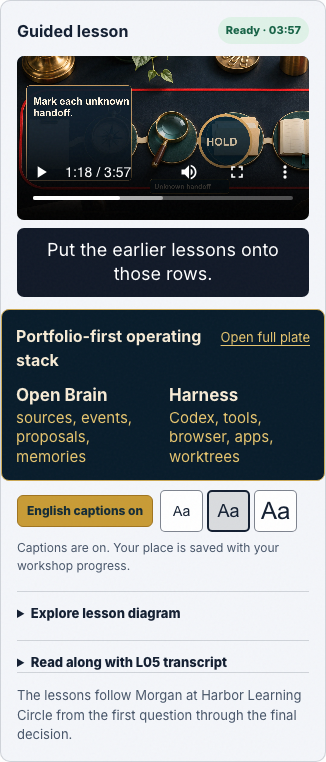 Guided lesson
Ready · 03:57
Mark each unknown
handoff.
HOLD
Unknown handoff
1:18 / 3:57
Put the earlier lessons onto
those rows.
Portfolio-first operating
stack
Open full plate
Open Brain
sources, events,
proposals,
memories
Harness
Codex, tools,
browser, apps,
worktrees
English captions on
Aa
Aa
Aa
Captions are on. Your place is saved with your
workshop progress.
Explore lesson diagram
Read along with L05 transcript
The lessons follow Morgan at Harbor Learning
Circle from the first question through the final
decision.